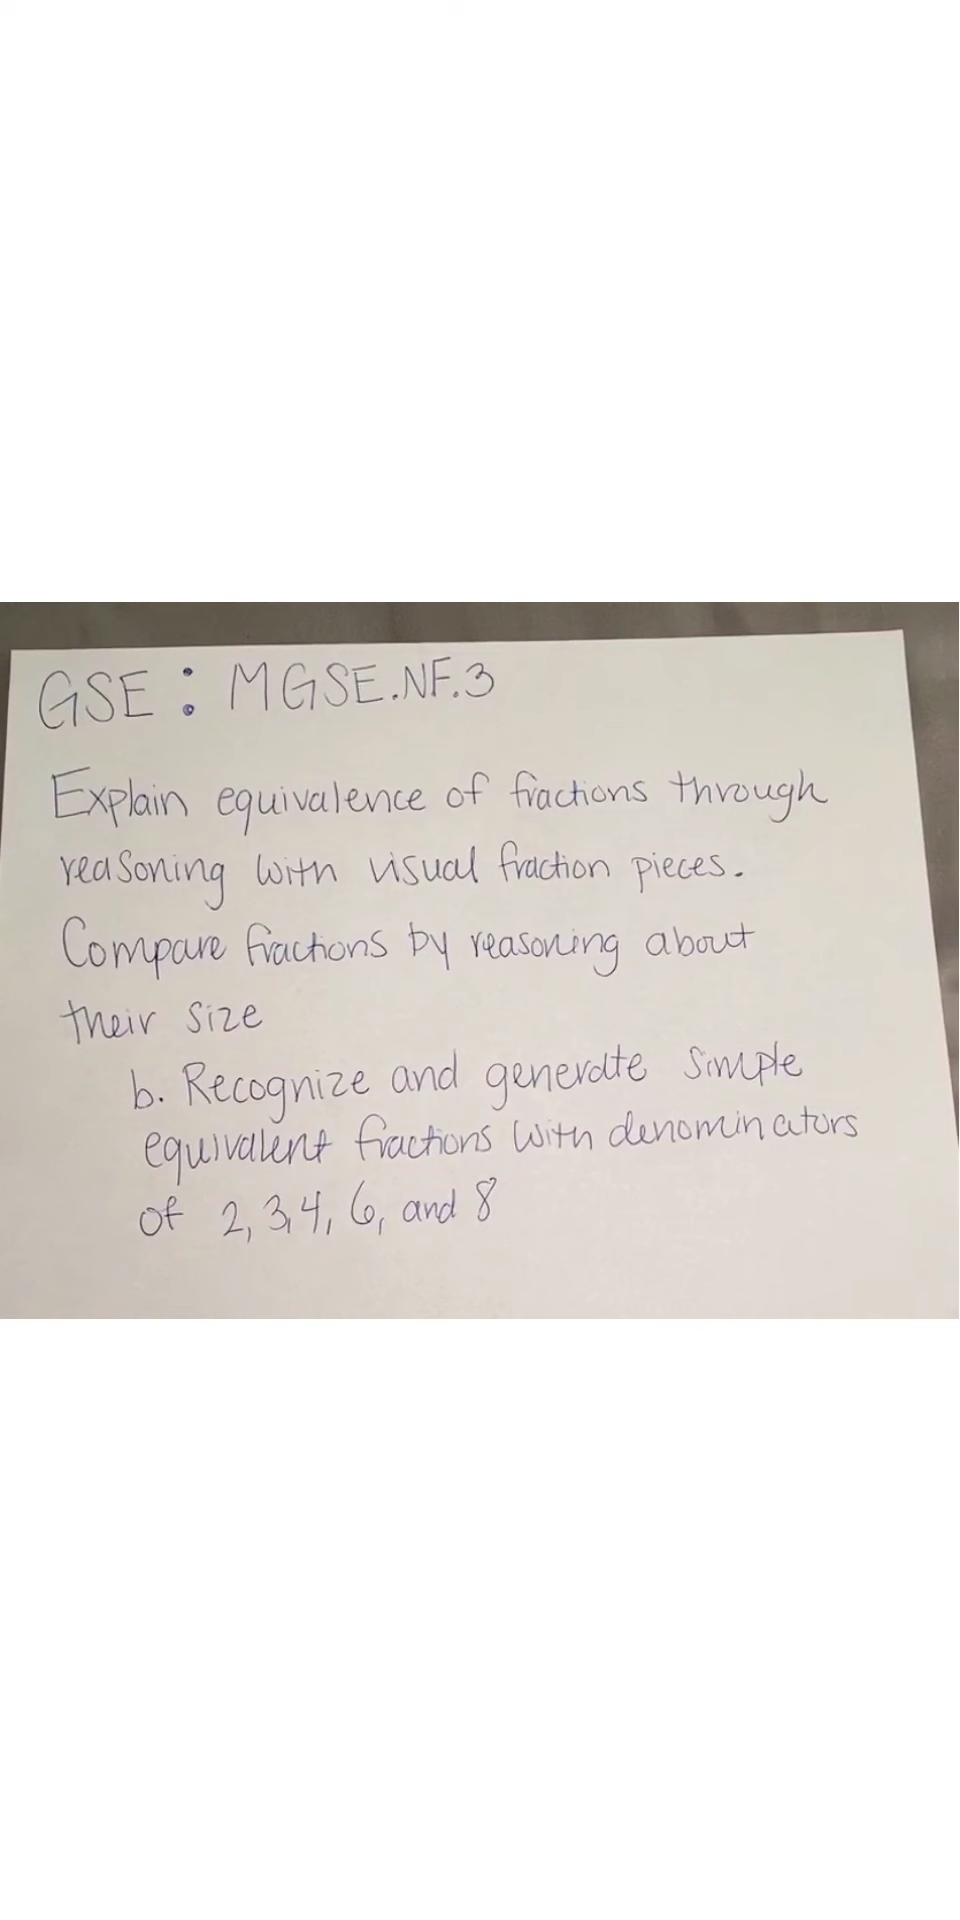 GSE: MGSE.NF.3
Explain equivalence of fractions through
reasoning with visual fraction pieces.
Compare fractions by reasoning about
their size
b. Recognize and generate simple
equivalent fractions with denominators
of 2, 3, 4, 6, and 8